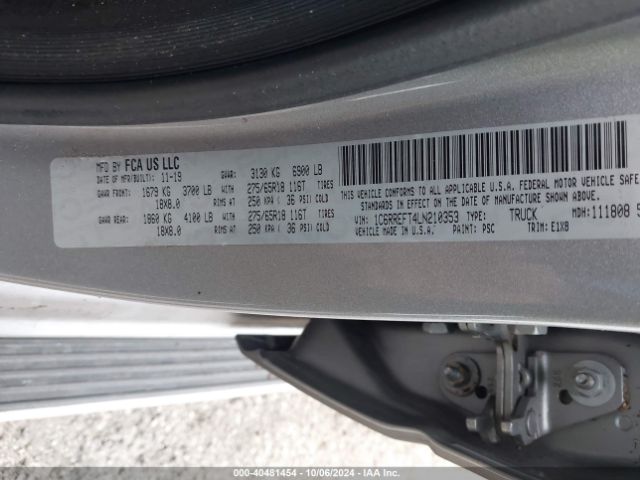 MFD BY FCA US LLC
DATE OF MFR(BUILT): 11-19 GVWR: 3130 KG 6900 LB
GAWR FRONT: 1679 KG 3700 LB WITH 275/65R18 116T TIRES
18X8.0 RIMS AT 250 KPA ( 36 PSI) COLD
GAWR REAR: 1860 KG 4100 LB WITH 275/65R18 116T TIRES
18X8.0 RIMS AT 250 KPA ( 36 PSI) COLD
THIS VEHICLE CONFORMS TO ALL APPLICABLE U.S.A. FEDERAL MOTOR VEHICLE
STANDARDS IN EFFECT ON THE DATE OF MANUFACTURE SHOWN ABOVE.
VIN: 1C6RREFT4LN210353 TYPE: TRUCK MDH: 111808
VEHICLE MADE IN U.S.A. PAINT: PSC TRIM: E1X8
000-40481454 - 10/06/2024 - IAA Inc.